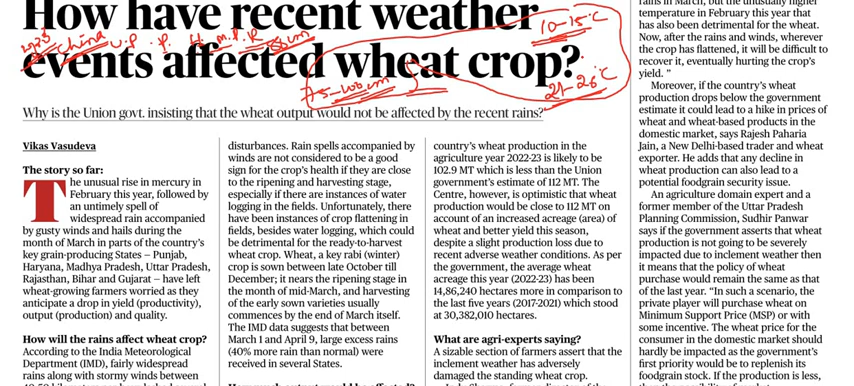 How have recent weather
events affected wheat crop?
2023 China U.P. P. H. M.P. R
10-15°C
21-26°C
Why is the Union govt. insisting that the wheat output would not be affected by the recent rains?
Vikas Vasudeva
The story so far:
The unusual rise in mercury in
February this year, followed by
an untimely spell of
widespread rain accompanied
by gusty winds and hails during the
month of March in parts of the country's
key grain-producing States – Punjab,
Haryana, Madhya Pradesh, Uttar Pradesh,
Rajasthan, Bihar and Gujarat – have left
wheat-growing farmers worried as they
anticipate a drop in yield (productivity),
output (production) and quality.
How will the rains affect wheat crop?
According to the India Meteorological
Department (IMD), fairly widespread
rains along with stormy winds between
disturbances. Rain spells accompanied by
winds are not considered to be a good
sign for the crop's health if they are close
to the ripening and harvesting stage,
especially if there are instances of water
logging in the fields. Unfortunately, there
have been instances of crop flattening in
fields, besides water logging, which could
be detrimental for the ready-to-harvest
wheat crop. Wheat, a key rabi (winter)
crop is sown between late October till
December; it nears the ripening stage in
the month of mid-March, and harvesting
of the early sown varieties usually
commences by the end of March itself.
The IMD data suggests that between
March 1 and April 9, large excess rains
(40% more rain than normal) were
received in several States.
country's wheat production in the
agriculture year 2022-23 is likely to be
102.9 MT which is less than the Union
government's estimate of 112 MT. The
Centre, however, is optimistic that wheat
production would be close to 112 MT on
account of an increased acreage (area) of
wheat and better yield this season,
despite a slight production loss due to
recent adverse weather conditions. As per
the government, the average wheat
acreage this year (2022-23) has been
14,86,240 hectares more in comparison to
the last five years (2017-2021) which stood
at 30,382,010 hectares.
What are agri-experts saying?
A sizable section of farmers assert that the
inclement weather has adversely
damaged the standing wheat crop.
rains in March, but the unusually higher
temperature in February this year that
has also been detrimental for the wheat.
Now, after the rains and winds, wherever
the crop has flattened, it will be difficult to
recover it, eventually hurting the crop's
yield. ”
Moreover, if the country's wheat
production drops below the government
estimate it could lead to a hike in prices of
wheat and wheat-based products in the
domestic market, says Rajesh Paharia
Jain, a New Delhi-based trader and wheat
exporter. He adds that any decline in
wheat production can also lead to a
potential foodgrain security issue.
An agriculture domain expert and a
former member of the Uttar Pradesh
Planning Commission, Sudhir Panwar
says if the government asserts that wheat
production is not going to be severely
impacted due to inclement weather then
it means that the policy of wheat
purchase would remain the same as that
of the last year. “In such a scenario, the
private player will purchase wheat on
Minimum Support Price (MSP) or with
some incentive. The wheat price for the
consumer in the domestic market should
hardly be impacted as the government's
first priority would be to replenish its
foodgrain stock. If the production is less,